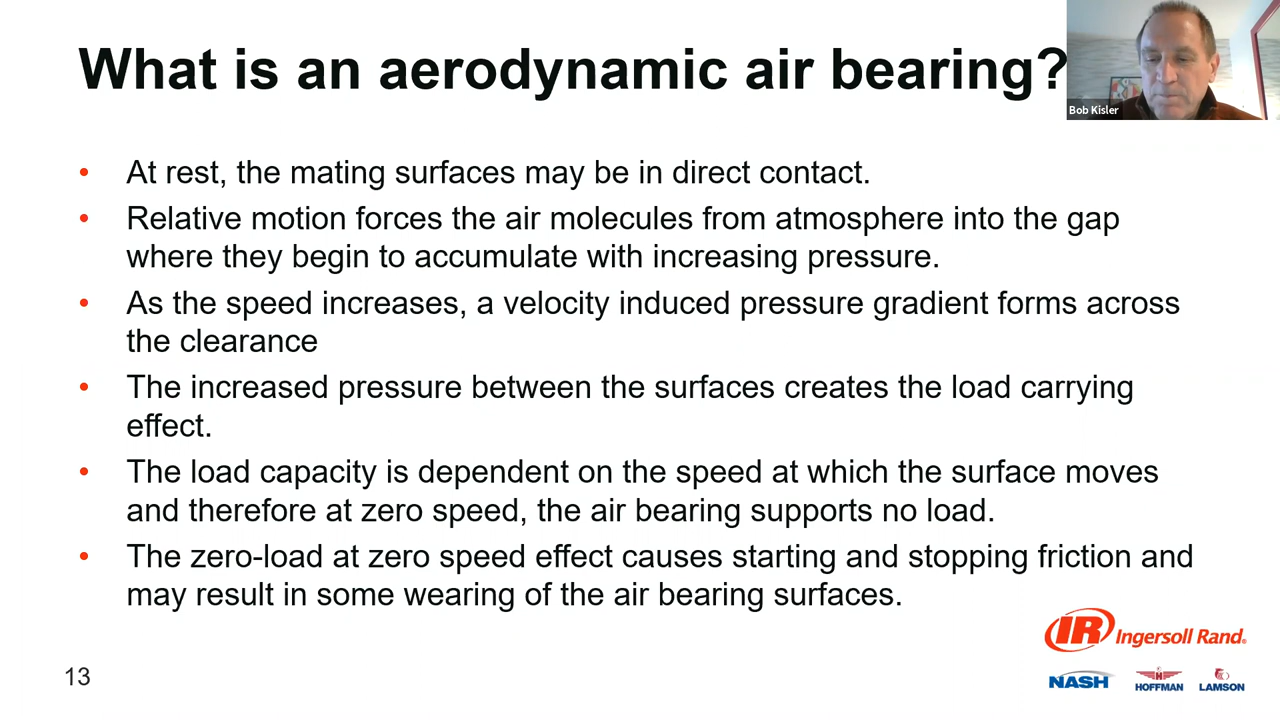 What is an aerodynamic air bearing?
Bob Kisler
• At rest, the mating surfaces may be in direct contact.
• Relative motion forces the air molecules from atmosphere into the gap
where they begin to accumulate with increasing pressure.
• As the speed increases, a velocity induced pressure gradient forms across
the clearance
• The increased pressure between the surfaces creates the load carrying
effect.
• The load capacity is dependent on the speed at which the surface moves
and therefore at zero speed, the air bearing supports no load.
• The zero-load at zero speed effect causes starting and stopping friction and
may result in some wearing of the air bearing surfaces.
IR Ingersoll Rand®
NASH HOFFMAN LAMSON
13